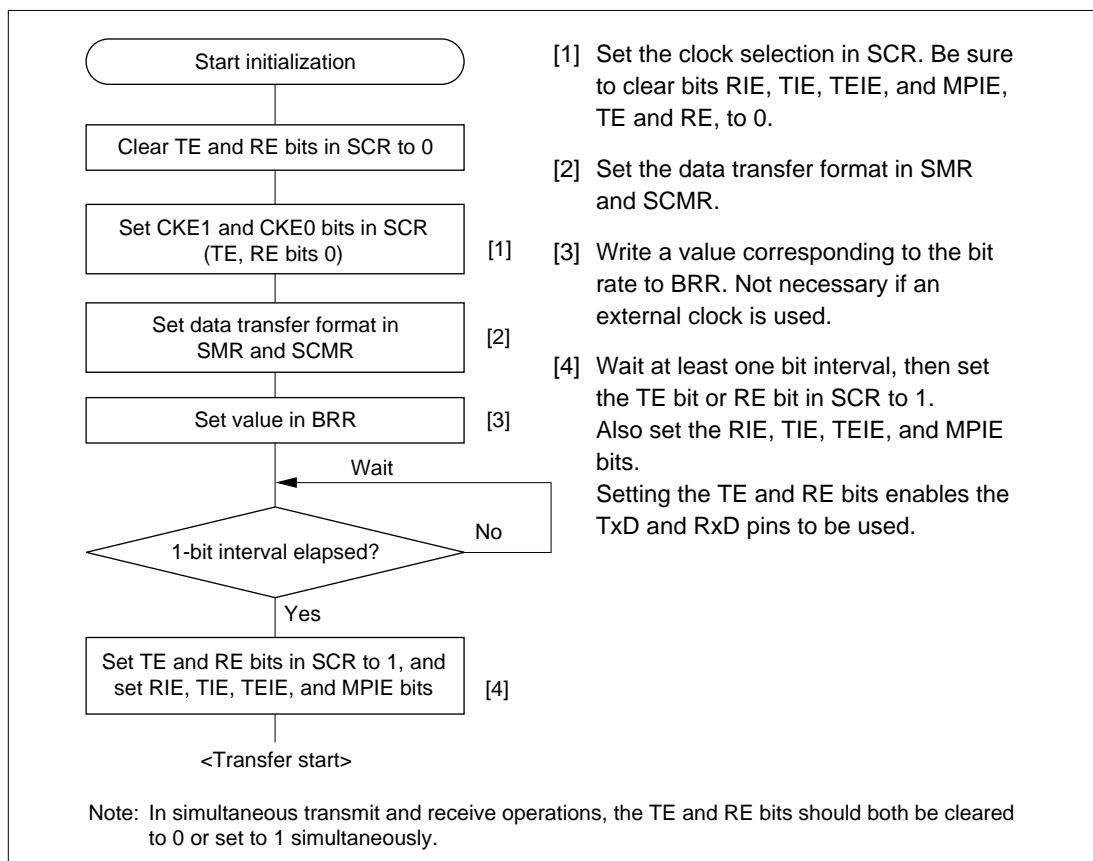 Start initialization
Clear TE and RE bits in SCR to 0
Set CKE1 and CKE0 bits in SCR
(TE, RE bits 0)
[1]
Set data transfer format in
SMR and SCMR
[2]
Set value in BRR
[3]
Wait
No
1-bit interval elapsed?
Yes
Set TE and RE bits in SCR to 1, and
set RIE, TIE, TEIE, and MPIE bits
[4]
<Transfer start>
[1] Set the clock selection in SCR. Be sure
to clear bits RIE, TIE, TEIE, and MPIE,
TE and RE, to 0.
[2] Set the data transfer format in SMR
and SCMR.
[3] Write a value corresponding to the bit
rate to BRR. Not necessary if an
external clock is used.
[4] Wait at least one bit interval, then set
the TE bit or RE bit in SCR to 1.
Also set the RIE, TIE, TEIE, and MPIE
bits.
Setting the TE and RE bits enables the
TxD and RxD pins to be used.
Note: In simultaneous transmit and receive operations, the TE and RE bits should both be cleared
to 0 or set to 1 simultaneously.